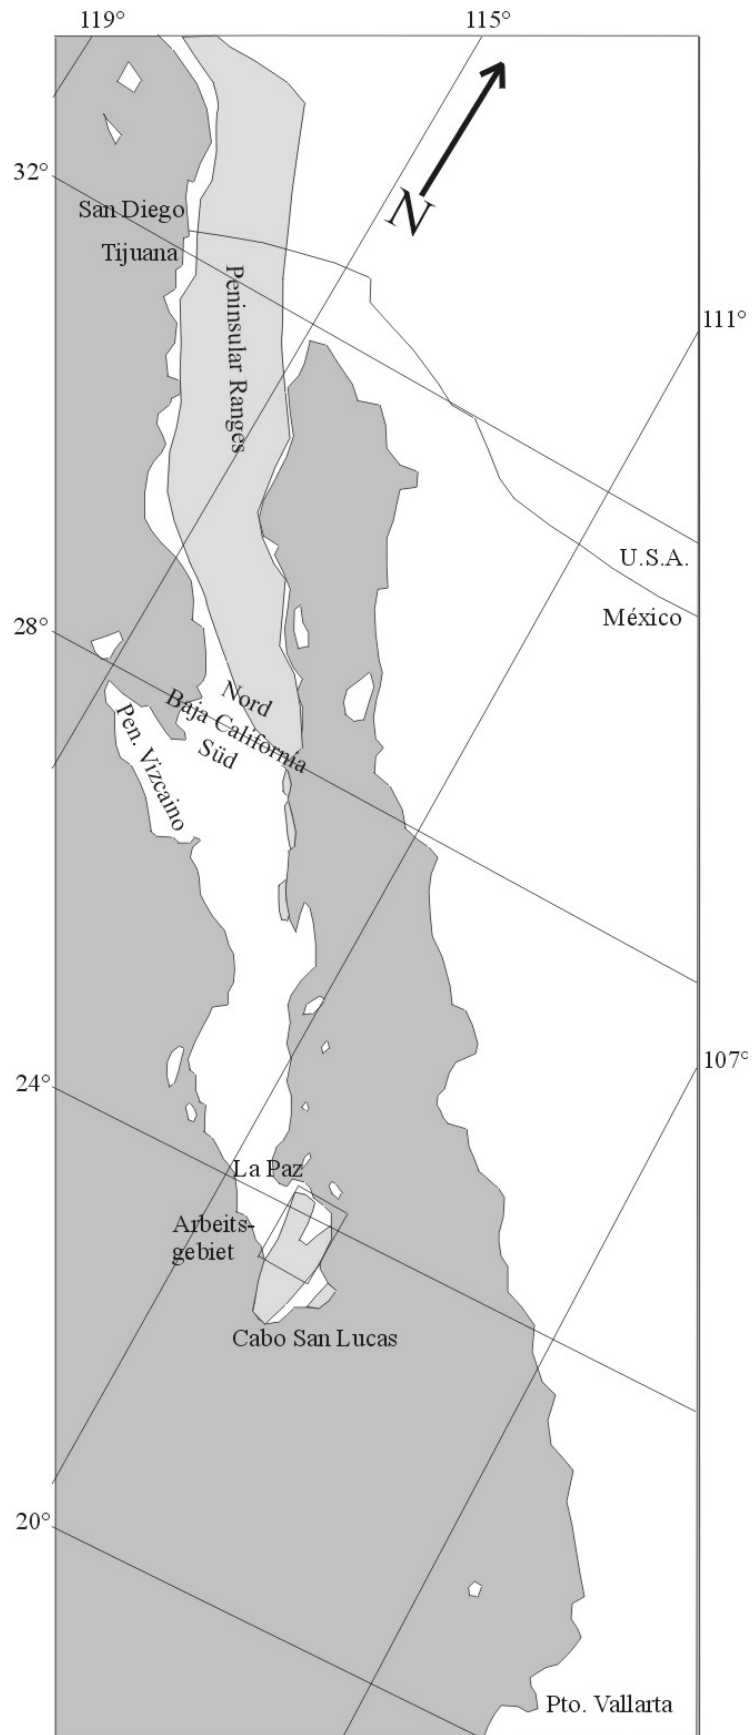 119°
115°
32°
N
San Diego
Tijuana
Peninsular Ranges
111°
U.S.A.
México
28°
Nord
Baja California
Süd
Pen. Vizcaino
107°
24°
La Paz
Arbeits-
gebiet
Cabo San Lucas
20°
Pto. Vallarta